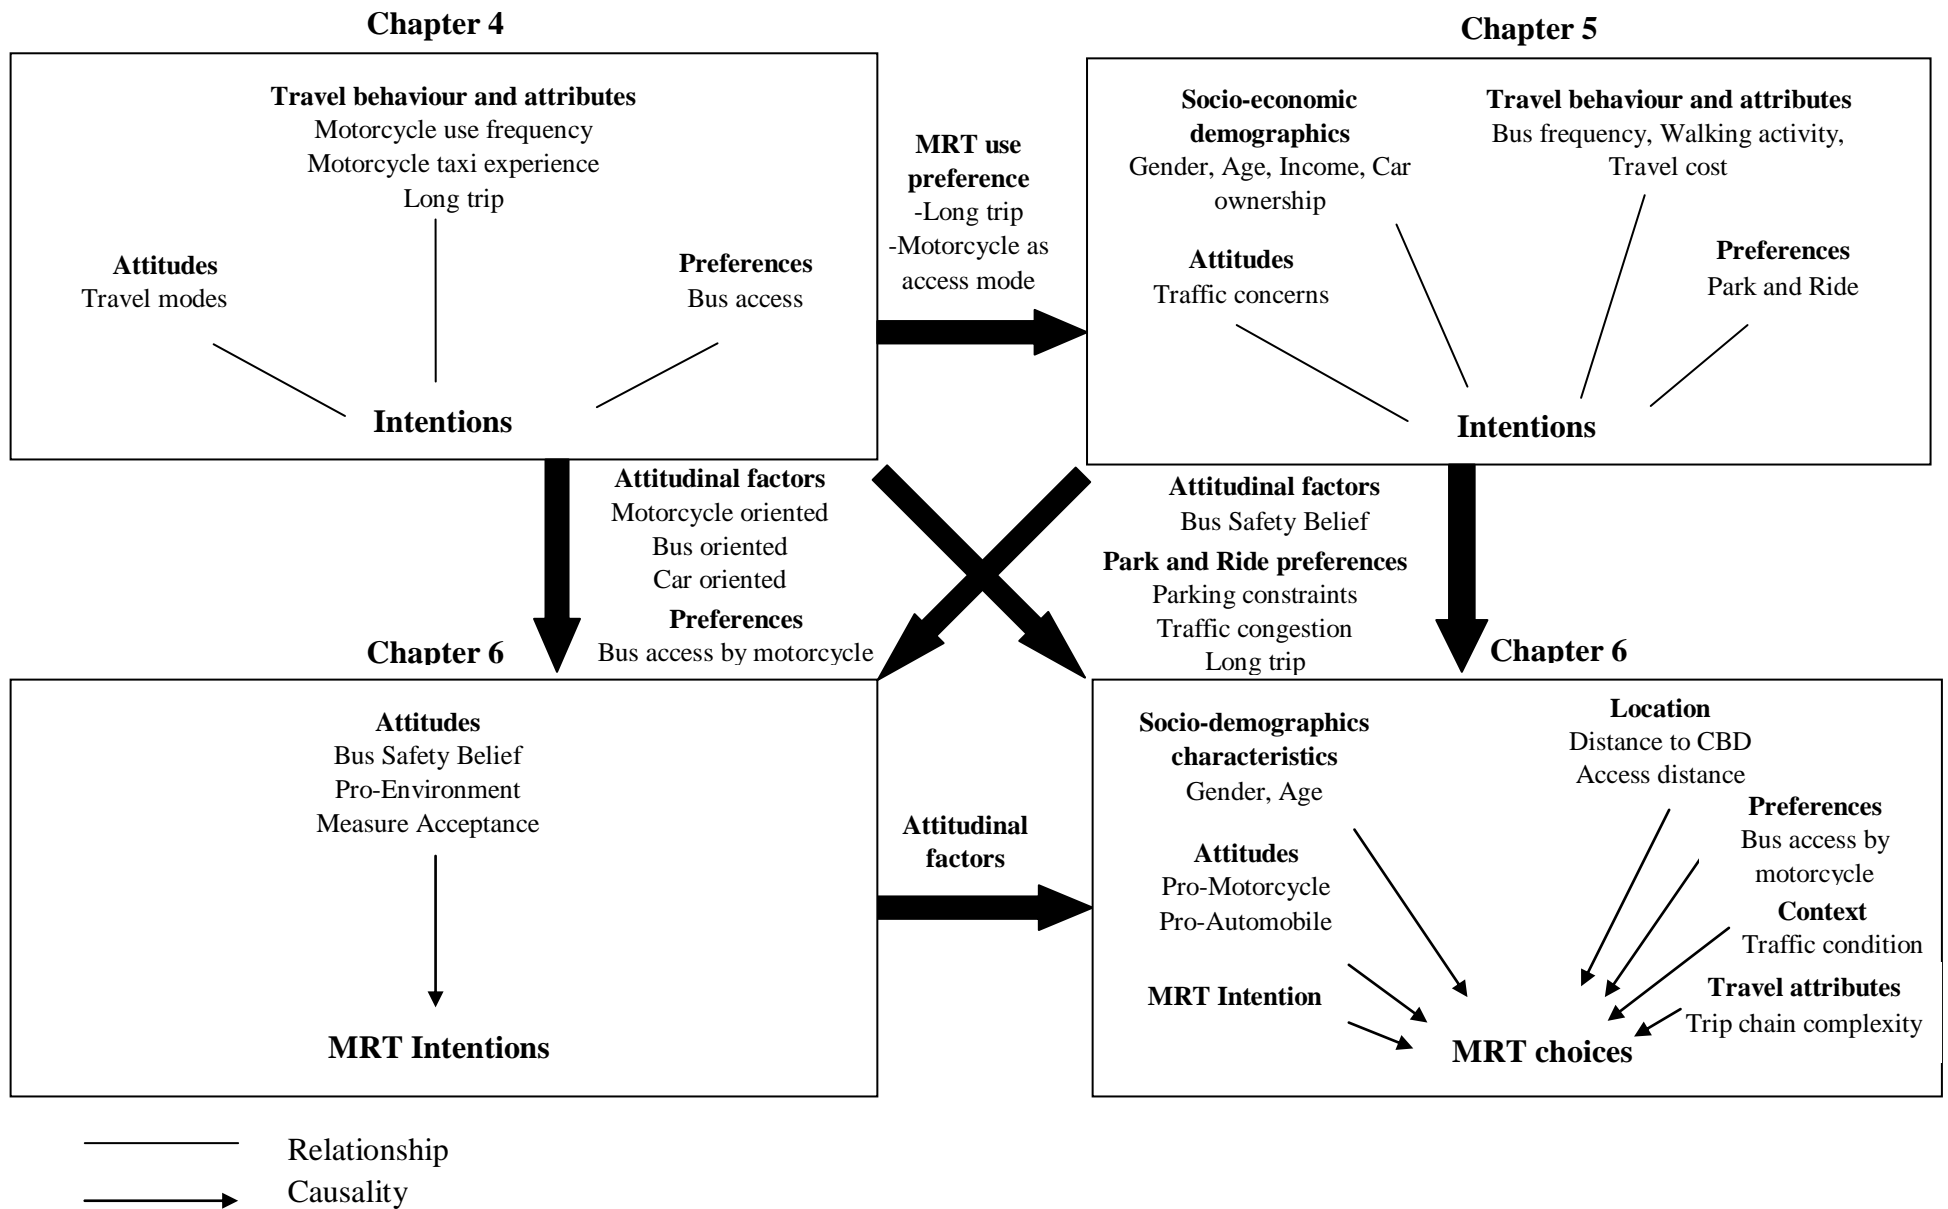 Chapter 4
Travel behaviour and attributes
Motorcycle use frequency
Motorcycle taxi experience
Long trip
Attitudes
Travel modes
Preferences
Bus access
Intentions
MRT use
preference
-Long trip
-Motorcycle as
access mode
Chapter 5
Socio-economic
demographics
Gender, Age, Income, Car
ownership
Travel behaviour and attributes
Bus frequency, Walking activity,
Travel cost
Attitudes
Traffic concerns
Preferences
Park and Ride
Intentions
Attitudinal factors
Motorcycle oriented
Bus oriented
Car oriented
Preferences
Bus access by motorcycle
Attitudinal factors
Bus Safety Belief
Park and Ride preferences
Parking constraints
Traffic congestion
Long trip
Chapter 6
Attitudes
Bus Safety Belief
Pro-Environment
Measure Acceptance
MRT Intentions
Attitudinal
factors
Chapter 6
Socio-demographics
characteristics
Gender, Age
Attitudes
Pro-Motorcycle
Pro-Automobile
MRT Intention
Location
Distance to CBD
Access distance
Preferences
Bus access by
motorcycle
Context
Traffic condition
Travel attributes
Trip chain complexity
MRT choices
Relationship
Causality